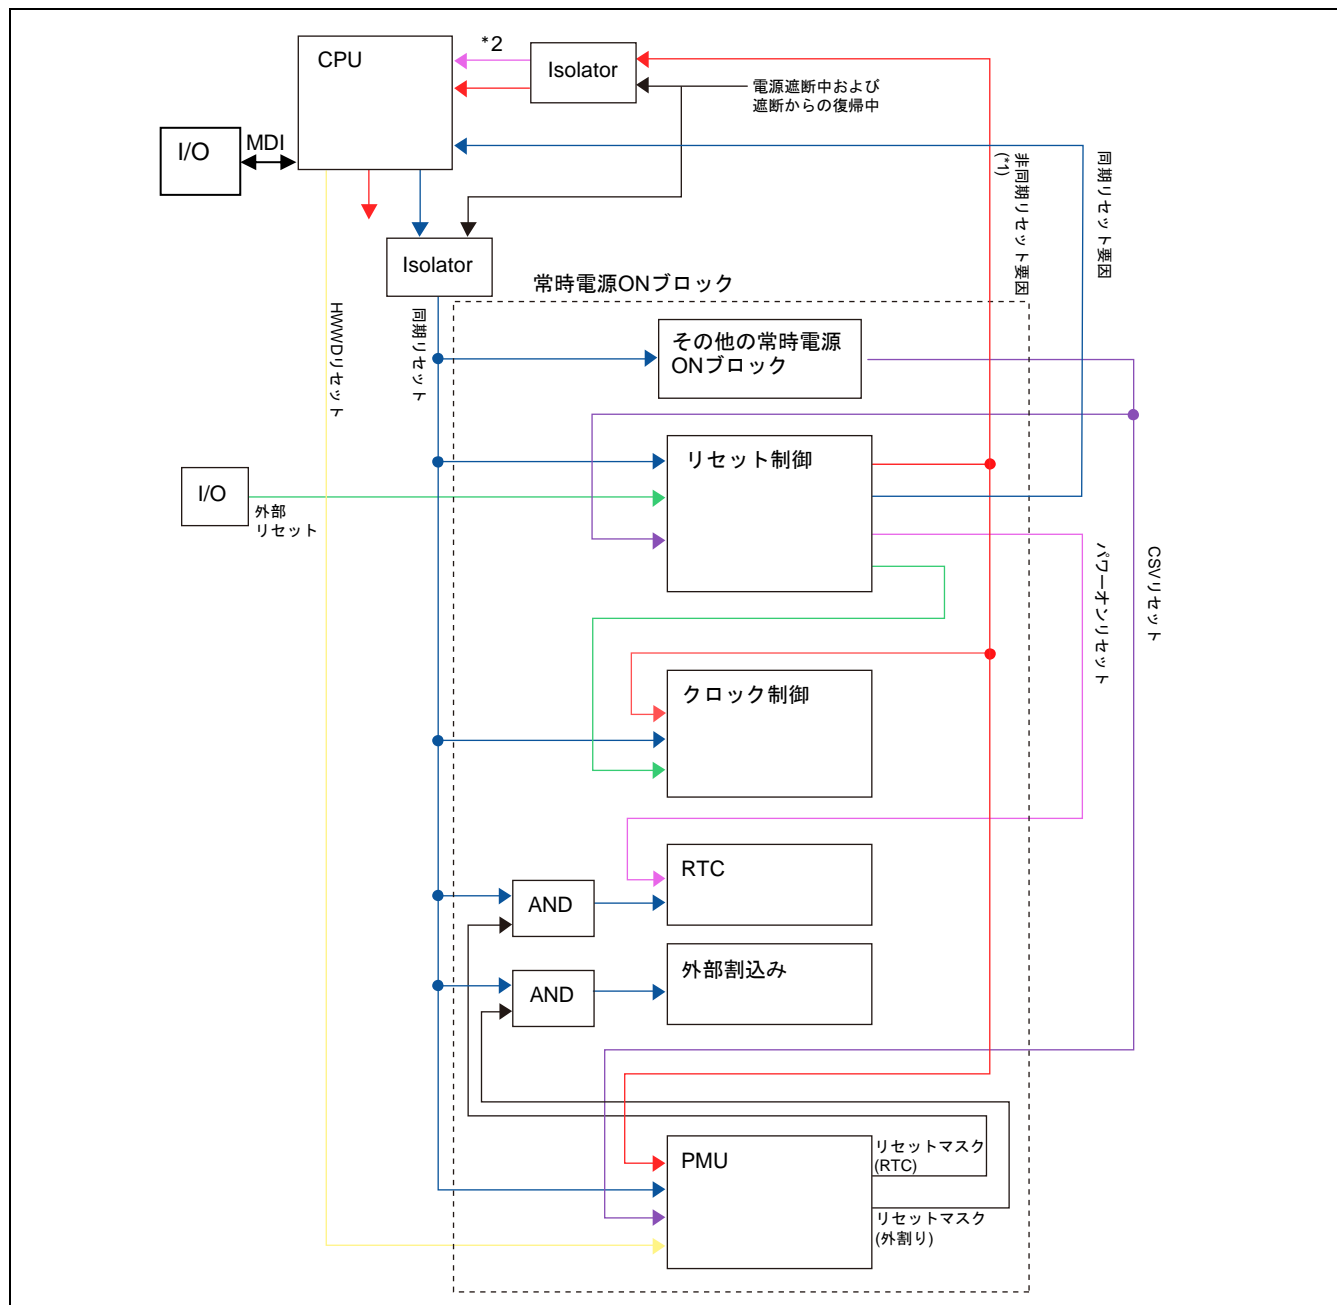 CPU
*2
Isolator
電源遮断中および
遮断からの復帰中
I/O
MDI
非同期リセット要因
(*1)
同期リセット要因
Isolator
常時電源ONブロック
HWWDリセット
同期リセット
その他の常時電源
ONブロック
リセット制御
I/O
外部
リセット
パワーオンリセット
CSVリセット
クロック制御
RTC
AND
外部割込み
AND
PMU
リセットマスク
(RTC)
リセットマスク
(外割り)